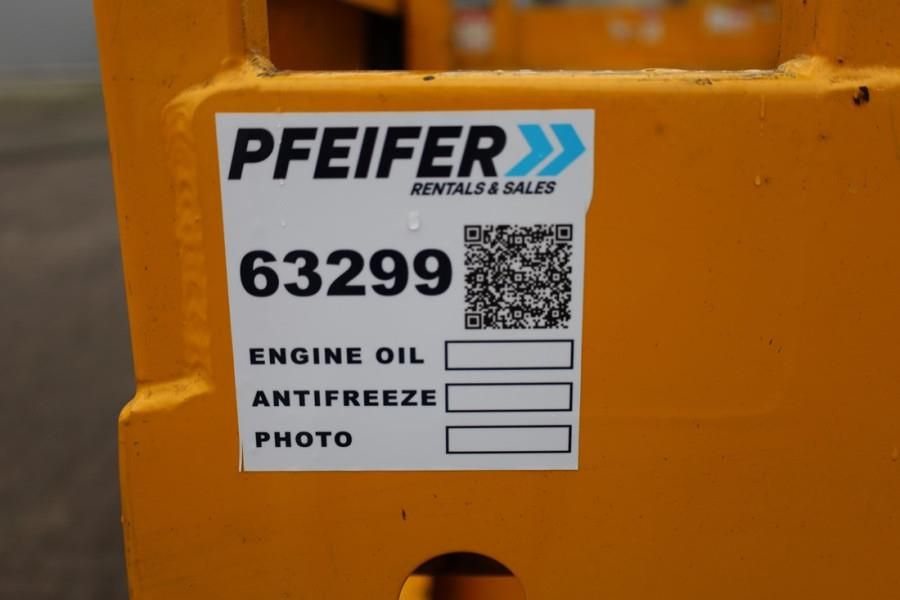 PFEIFER
RENTALS & SALES
63299
ENGINE OIL
ANTIFREEZE
PHOTO